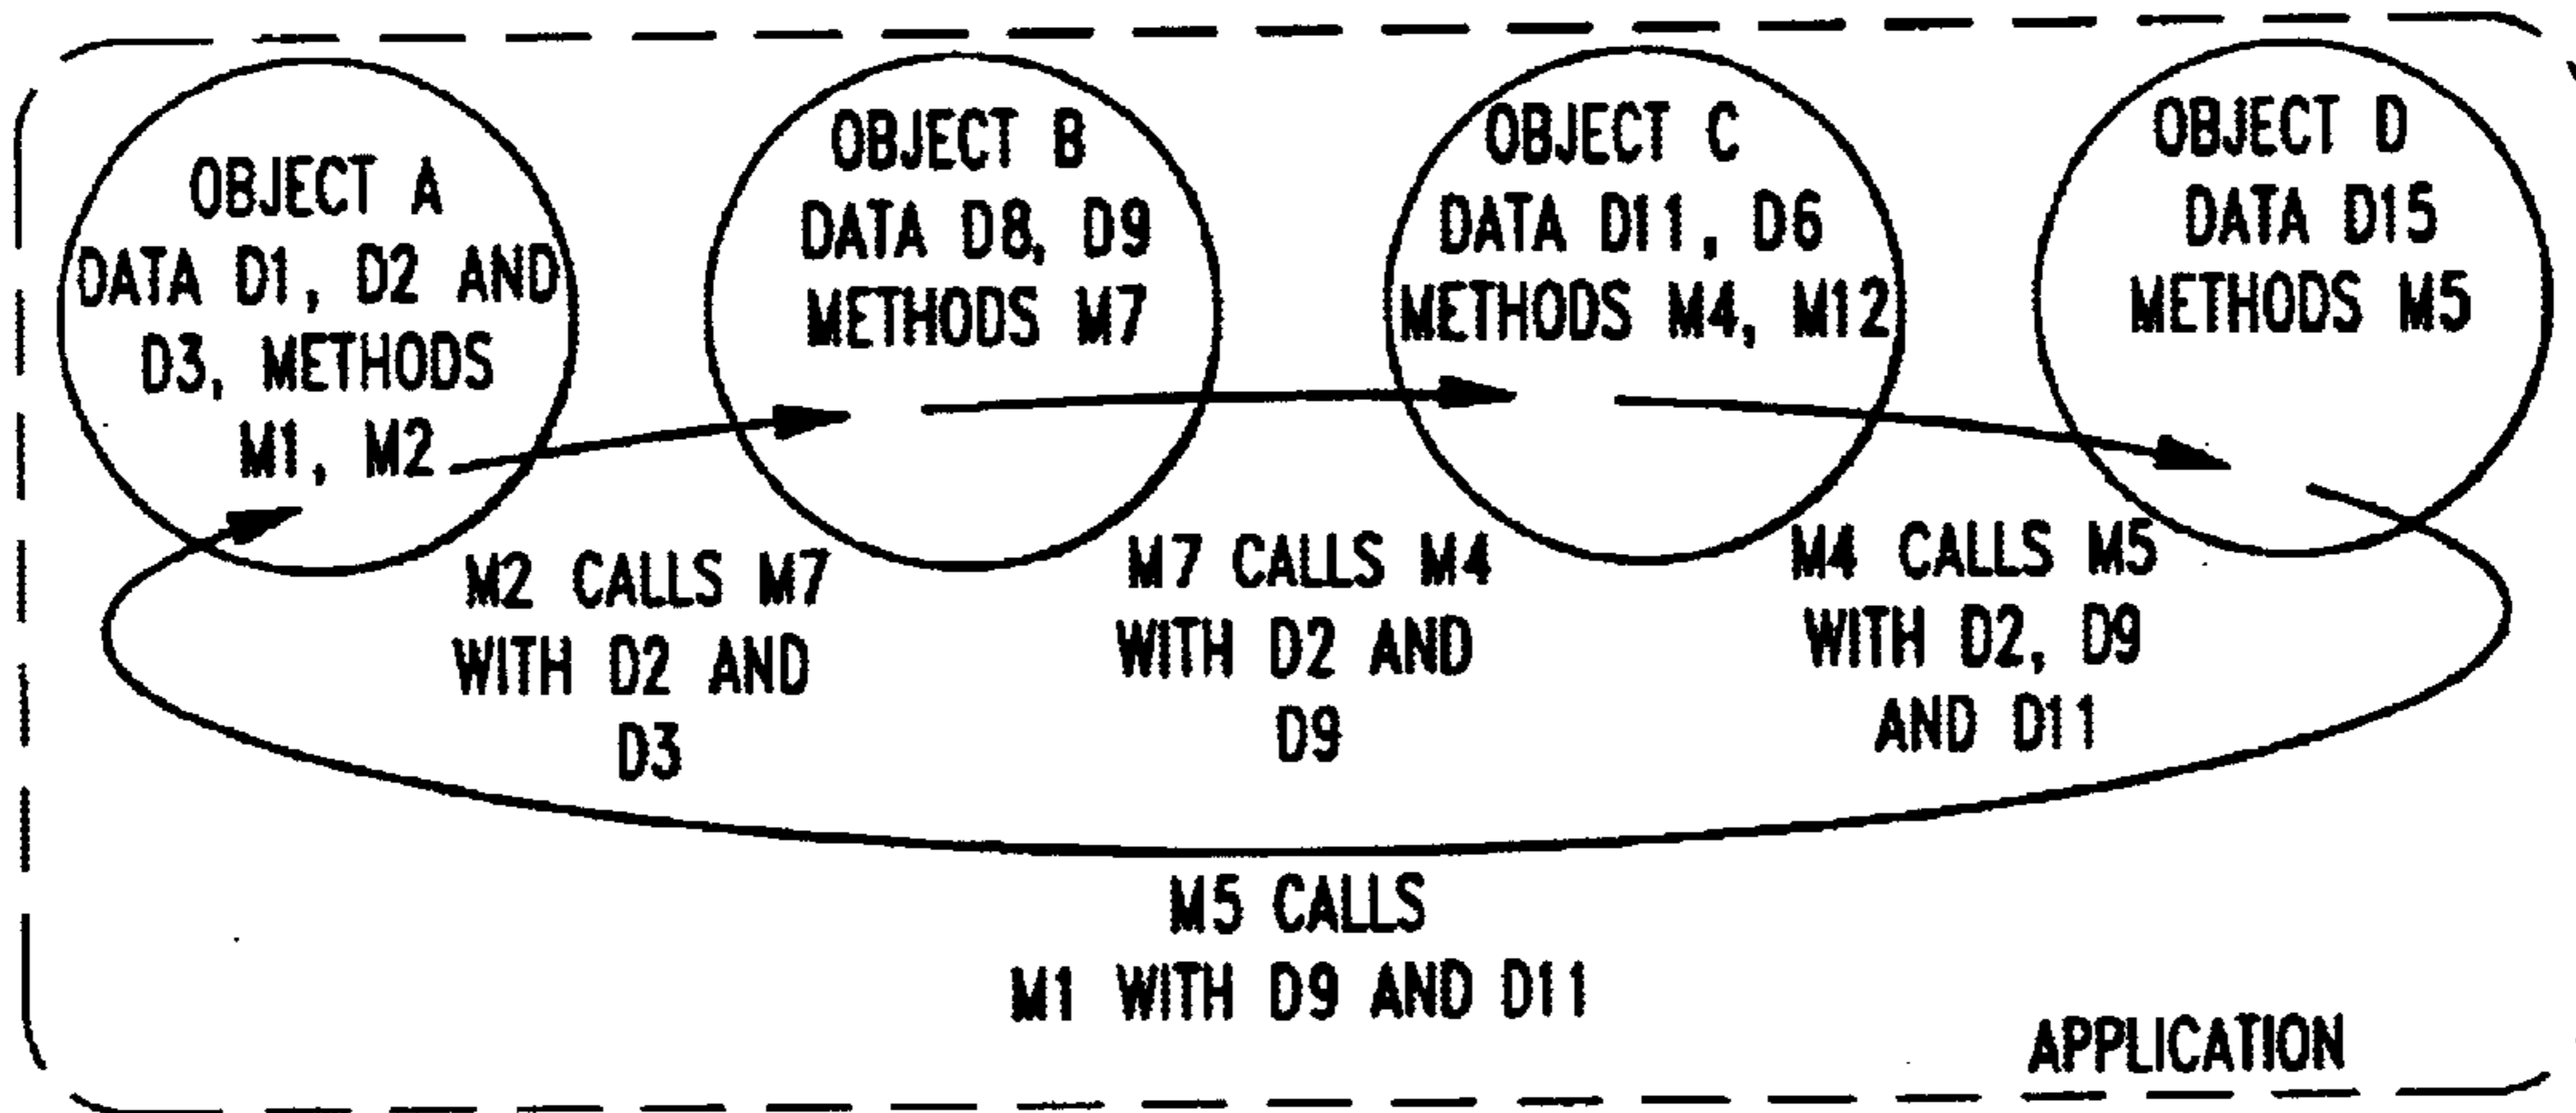 OBJECT A
DATA D1, D2 AND
D3, METHODS
M1, M2
OBJECT B
DATA D8, D9
METHODS M7
OBJECT C
DATA D11, D6
METHODS M4, M12
OBJECT D
DATA D15
METHODS M5
M2 CALLS M7
WITH D2 AND
D3
M7 CALLS M4
WITH D2 AND
D9
M4 CALLS M5
WITH D2, D9
AND D11
M5 CALLS
M1 WITH D9 AND D11
APPLICATION